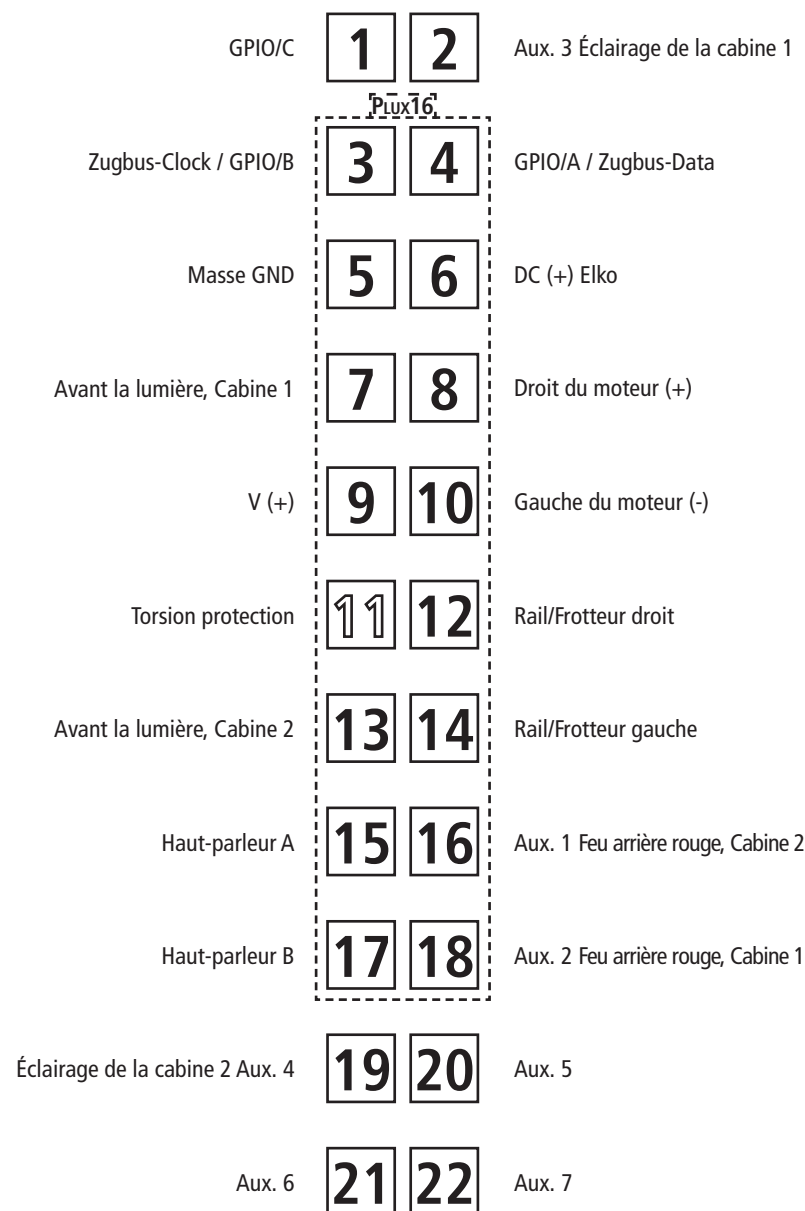 GPIO/C 1 2 Aux. 3 Éclairage de la cabine 1
PLUX16
Zugbus-Clock / GPIO/B 3 4 GPIO/A / Zugbus-Data
Masse GND 5 6 DC (+) Elko
Avant la lumière, Cabine 1 7 8 Droit du moteur (+)
V (+) 9 10 Gauche du moteur (-)
Torsion protection 11 12 Rail/Frotteur droit
Avant la lumière, Cabine 2 13 14 Rail/Frotteur gauche
Haut-parleur A 15 16 Aux. 1 Feu arrière rouge, Cabine 2
Haut-parleur B 17 18 Aux. 2 Feu arrière rouge, Cabine 1
Éclairage de la cabine 2 Aux. 4 19 20 Aux. 5
Aux. 6 21 22 Aux. 7